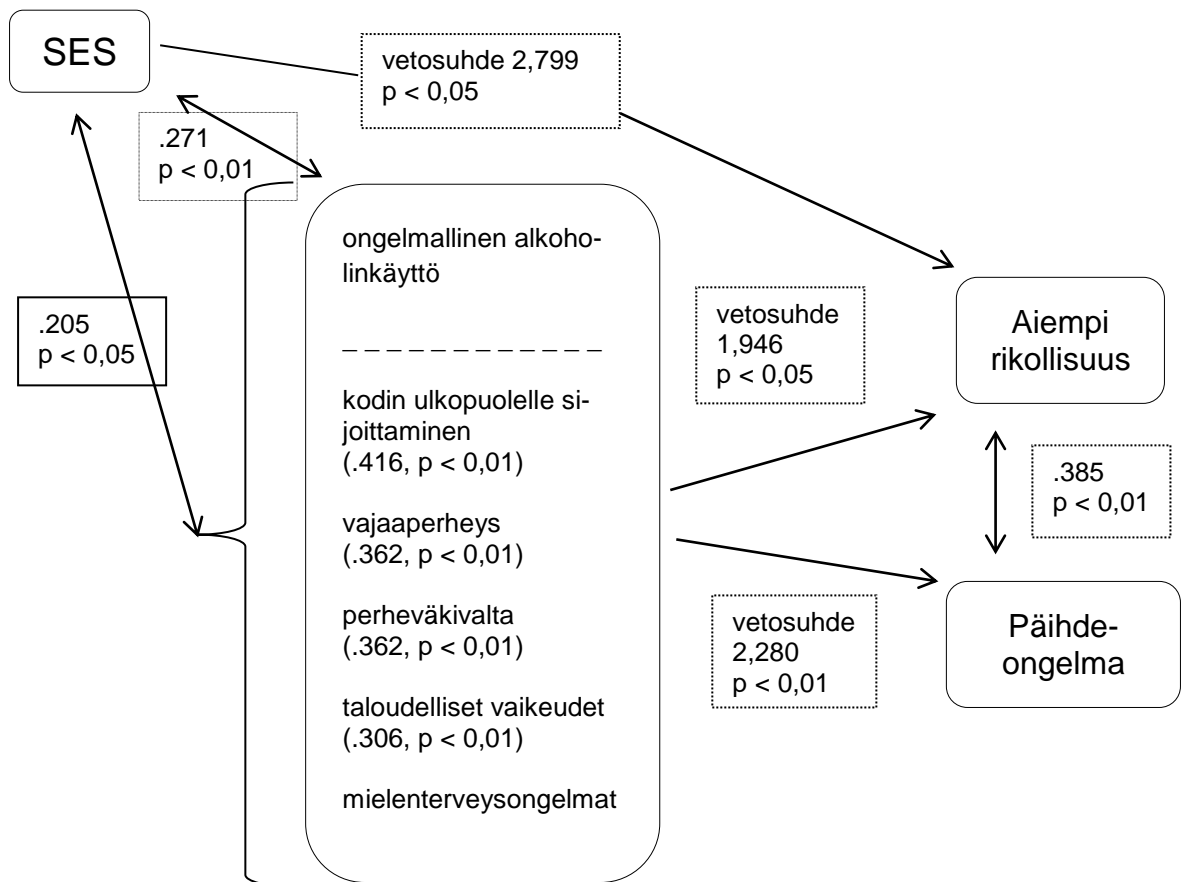 SES
vetosuhde 2,799
p < 0,05
.271
p < 0,01
.205
p < 0,05
ongelmallinen alkoho-
linkäyttö
_ _ _ _ _ _ _ _ _ _ _ _
kodin ulkopuolelle si-
joittaminen
(.416, p < 0,01)
vajaaperheys
(.362, p < 0,01)
perheväkivalta
(.362, p < 0,01)
taloudelliset vaikeudet
(.306, p < 0,01)
mielenterveysongelmat
vetosuhde
1,946
p < 0,05
vetosuhde
2,280
p < 0,01
Aiempi
rikollisuus
.385
p < 0,01
Päihde-
ongelma